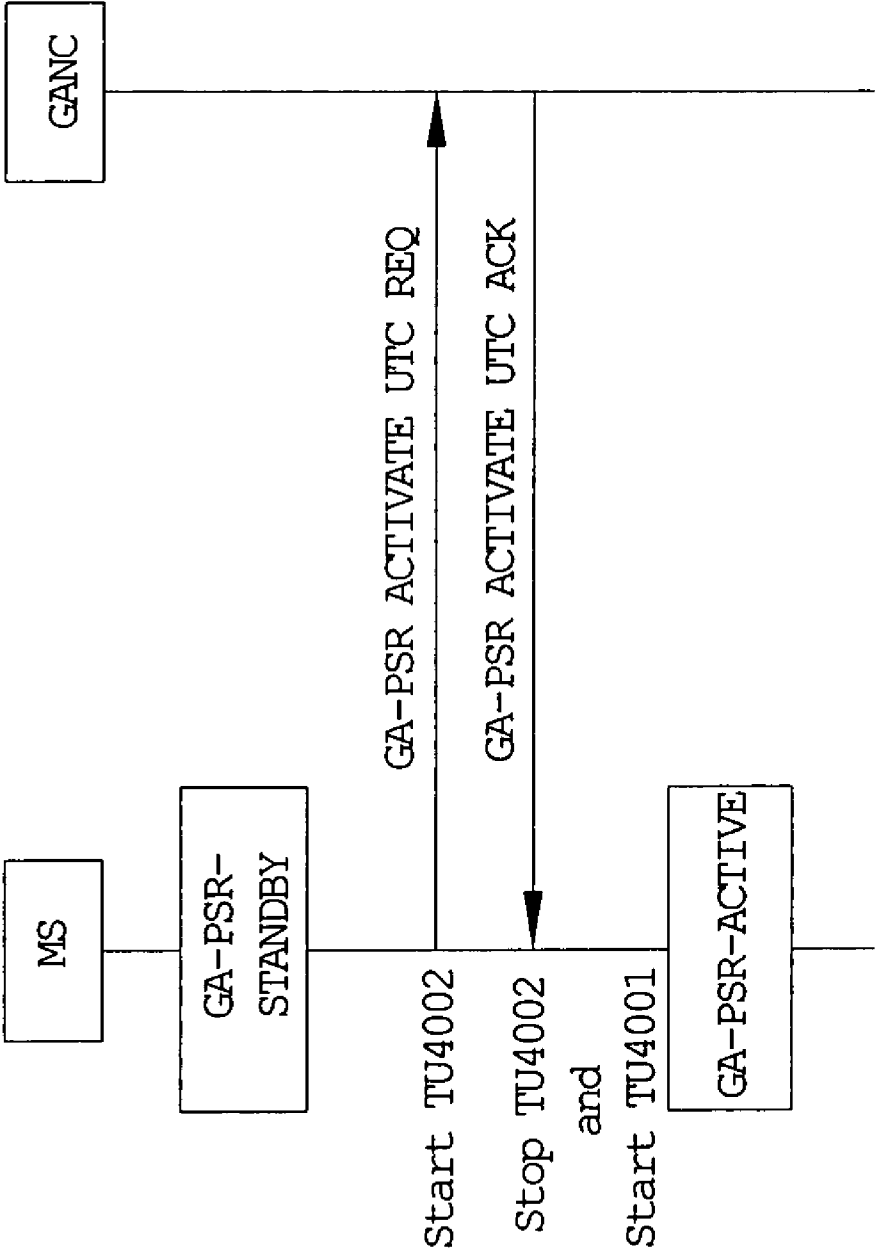 MS
GANC
GA-PSR-
STANDBY
Start TU4002
GA-PSR ACTIVATE UTC REQ
GA-PSR ACTIVATE UTC ACK
Stop TU4002
and
Start TU4001
GA-PSR-ACTIVE